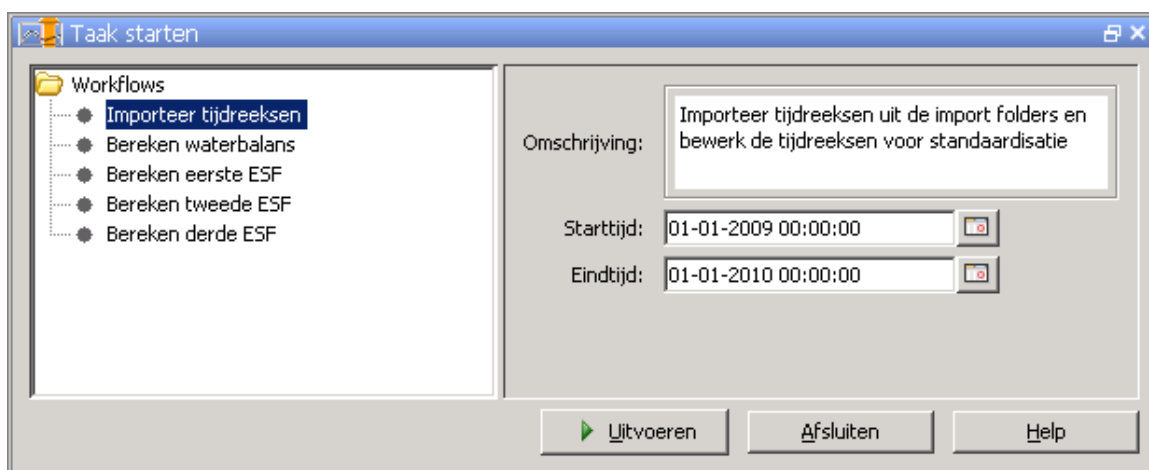 Taak starten
Workflows
Importeer tijdreeksen
Bereken waterbalans
Bereken eerste ESF
Bereken tweede ESF
Bereken derde ESF
Omschrijving:
Importeer tijdreeksen uit de import folders en
bewerk de tijdreeksen voor standaardisatie
Starttijd:
01-01-2009 00:00:00
Eindtijd:
01-01-2010 00:00:00
Uitvoeren
Afsluiten
Help